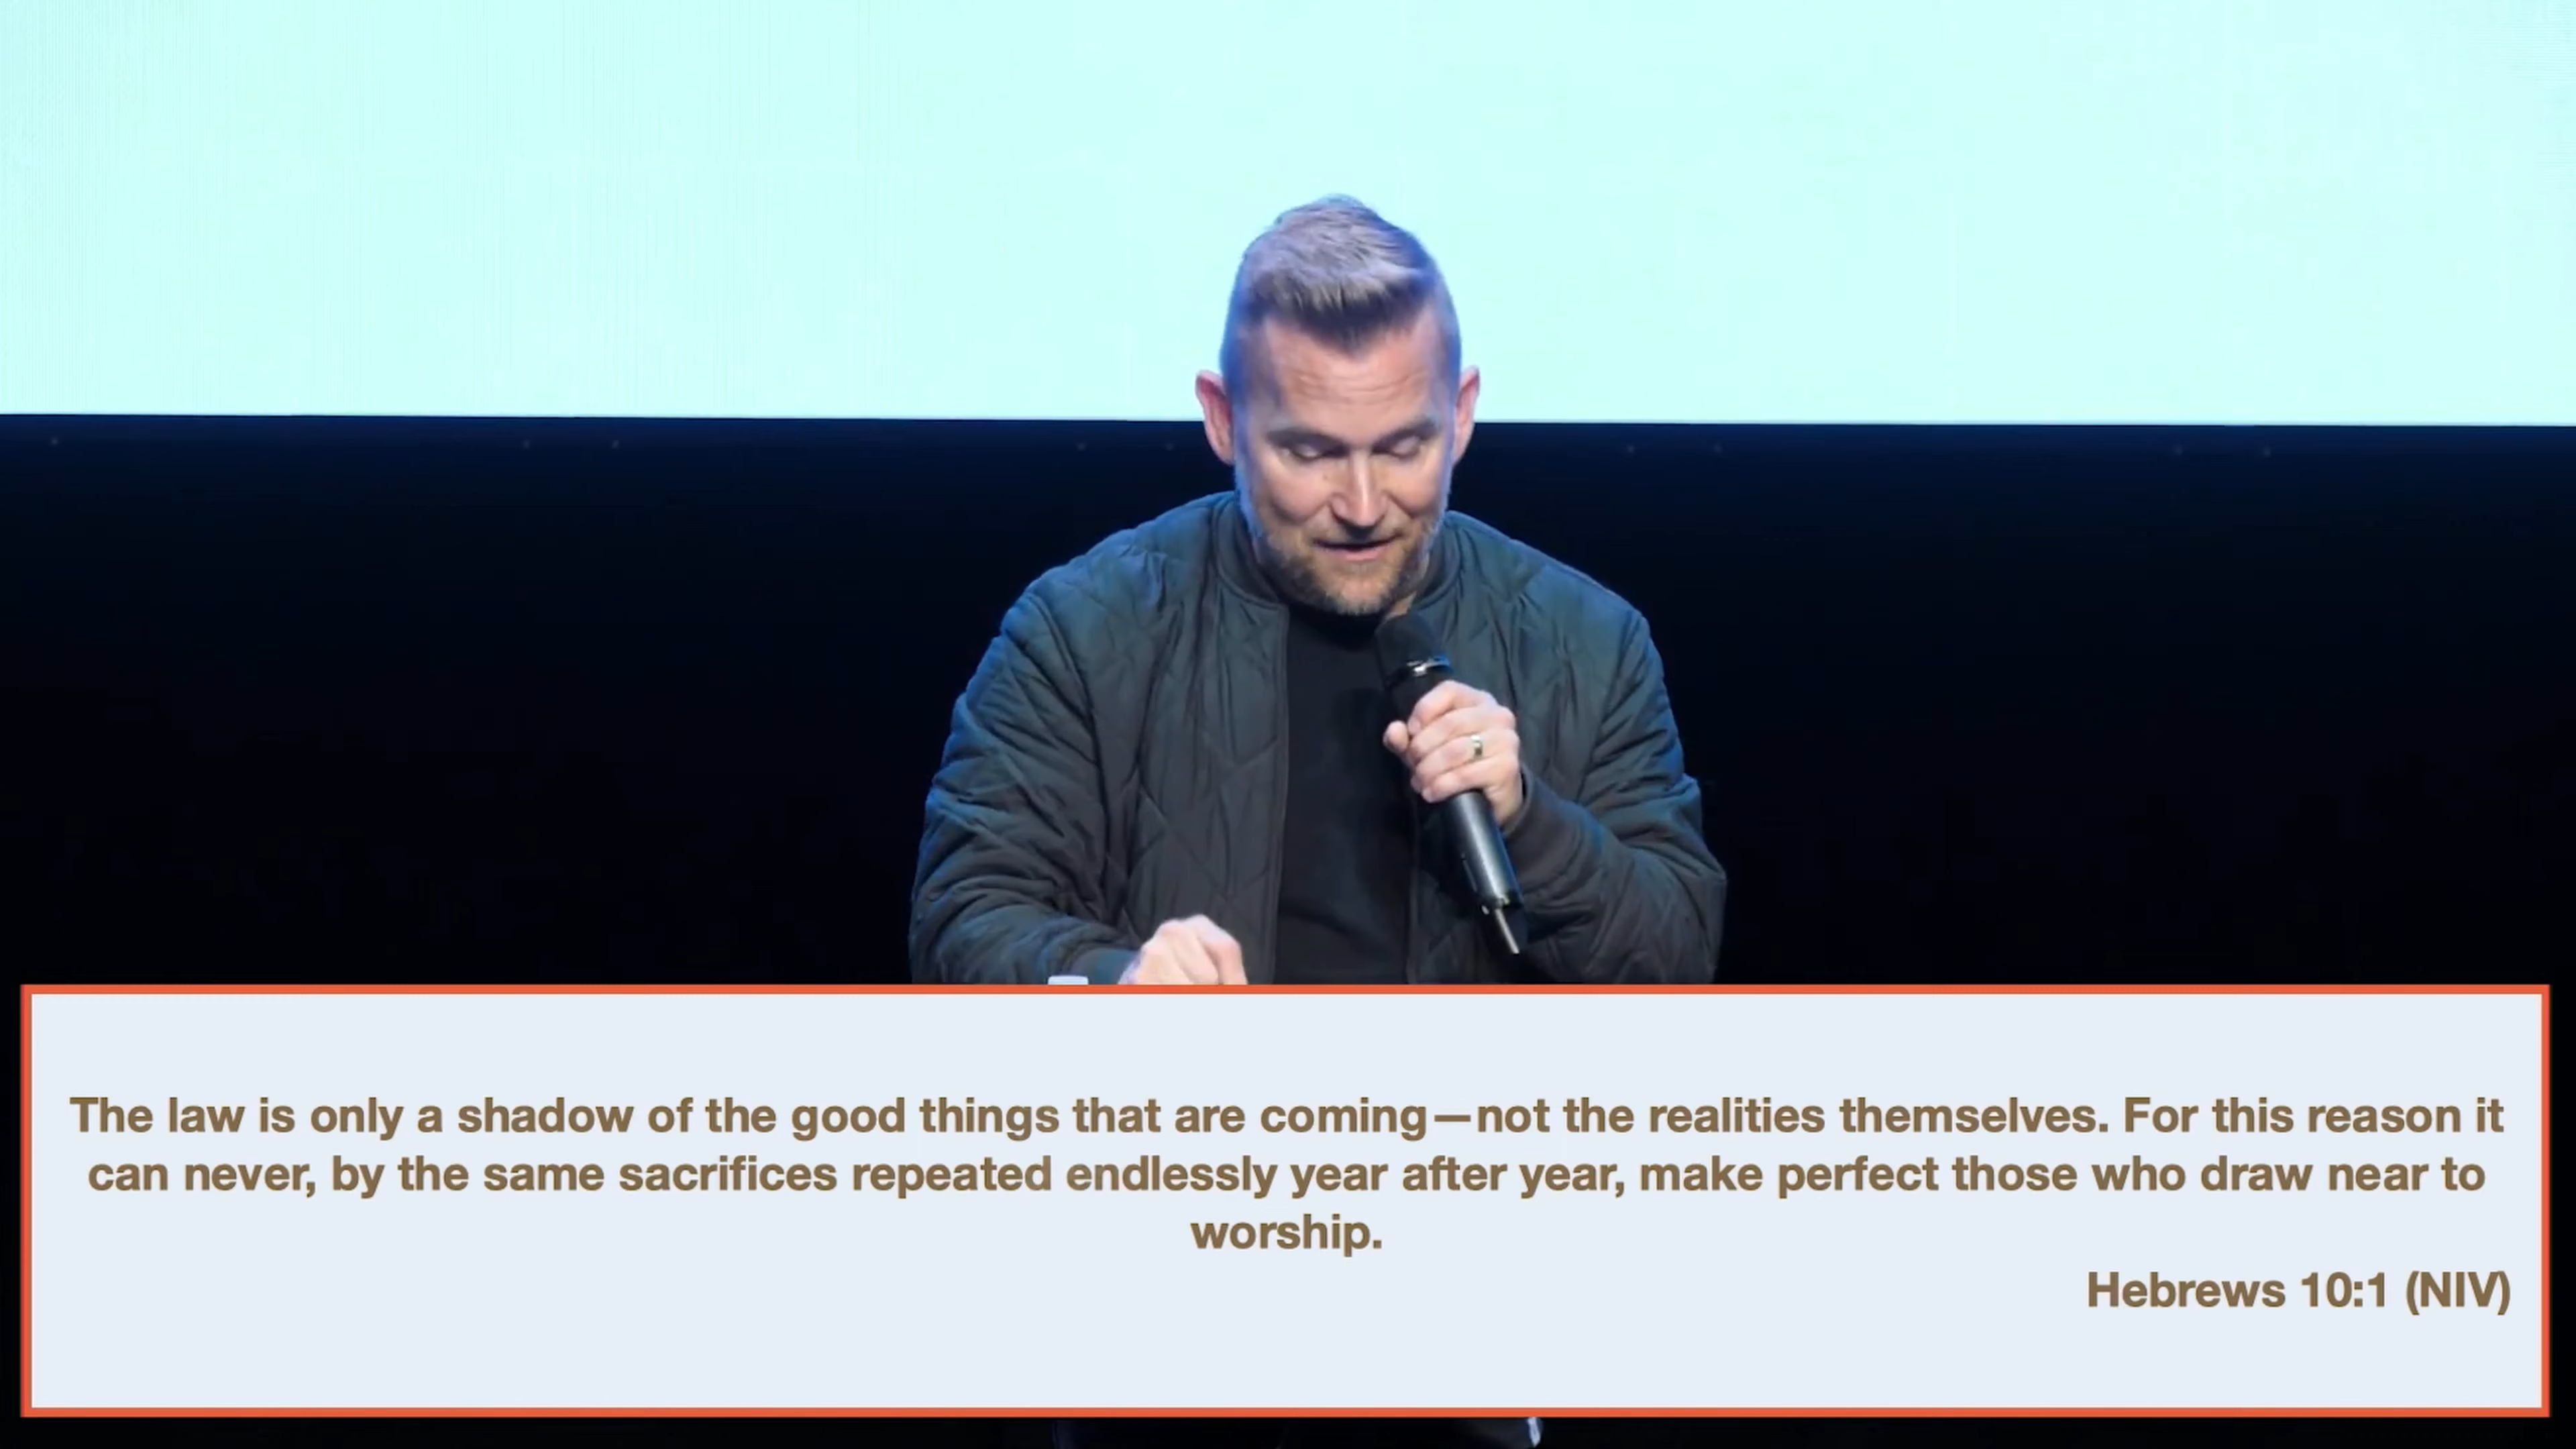 The law is only a shadow of the good things that are coming—not the realities themselves. For this reason it
can never, by the same sacrifices repeated endlessly year after year, make perfect those who draw near to
worship.
Hebrews 10:1 (NIV)